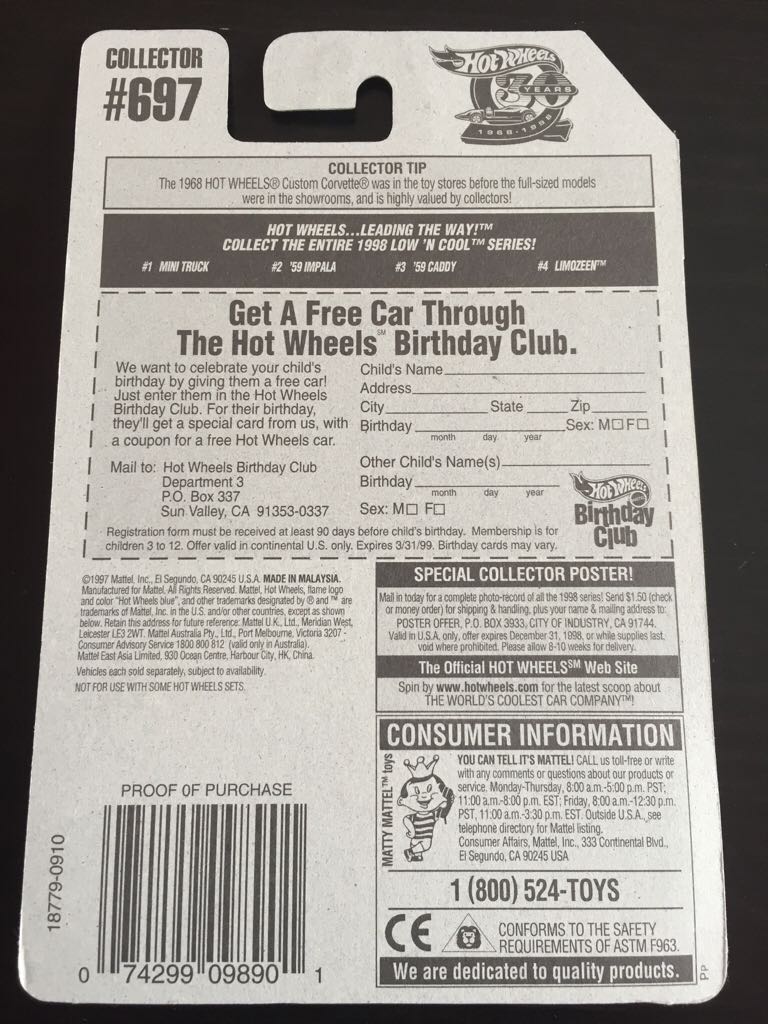 COLLECTOR
#697
HOT WHEELS
30
YEARS
1968-1998
COLLECTOR TIP
The 1968 HOT WHEELS® Custom Corvette® was in the toy stores before the full-sized models
were in the showrooms, and is highly valued by collectors!
HOT WHEELS...LEADING THE WAY!™
COLLECT THE ENTIRE 1998 LOW 'N COOL™ SERIES!
#1 MINI TRUCK #2 '59 IMPALA #3 '59 CADDY #4 LIMOZEEN™
Get A Free Car Through
The Hot Wheels℠ Birthday Club.
We want to celebrate your child's
birthday by giving them a free car!
Just enter them in the Hot Wheels
Birthday Club. For their birthday,
they'll get a special card from us, with
a coupon for a free Hot Wheels car.
Mail to: Hot Wheels Birthday Club
Department 3
P.O. Box 337
Sun Valley, CA 91353-0337
Child's Name
Address
City State Zip
Birthday Sex: M□ F□
month day year
Other Child's Name(s)
Birthday
month day year
Sex: M□ F□
HOT WHEELS
Birthday
Club
Registration form must be received at least 90 days before child's birthday. Membership is for
children 3 to 12. Offer valid in continental U.S. only. Expires 3/31/99. Birthday cards may vary.
©1997 Mattel, Inc., El Segundo, CA 90245 U.S.A. MADE IN MALAYSIA.
Manufactured for Mattel. All Rights Reserved. Mattel, Hot Wheels, flame logo
and color "Hot Wheels blue", and other trademarks designated by ® and ™ are
trademarks of Mattel, Inc. in the U.S. and/or other countries, except as shown
below. Retain this address for future reference: Mattel U.K., Ltd., Meridian West,
Leicester LE3 2WT. Mattel Australia Pty., Ltd., Port Melbourne, Victoria 3207 -
Consumer Advisory Service 1800 800 812 (valid only in Australia).
Mattel East Asia Limited, 930 Ocean Centre, Harbour City, HK, China.
Vehicles each sold separately, subject to availability.
NOT FOR USE WITH SOME HOT WHEELS SETS.
SPECIAL COLLECTOR POSTER!
Mail in today for a complete photo-record of all the 1998 series! Send $1.50 (check
or money order) for shipping & handling, plus your name & mailing address to:
POSTER OFFER, P.O. BOX 3933, CITY OF INDUSTRY, CA 91744.
Valid in U.S.A. only, offer expires December 31, 1998, or while supplies last,
void where prohibited. Please allow 8-10 weeks for delivery.
The Official HOT WHEELS℠ Web Site
Spin by www.hotwheels.com for the latest scoop about
THE WORLD'S COOLEST CAR COMPANY™!
CONSUMER INFORMATION
MATTY MATTEL™ toys
YOU CAN TELL IT'S MATTEL! CALL us toll-free or write
with any comments or questions about our products or
service. Monday-Thursday, 8:00 a.m.-5:00 p.m. PST;
11:00 a.m.-8:00 p.m. EST; Friday, 8:00 a.m.-12:30 p.m.
PST, 11:00 a.m.-3:30 p.m. EST. Outside U.S.A., see
telephone directory for Mattel listing.
Consumer Affairs, Mattel, Inc., 333 Continental Blvd.,
El Segundo, CA 90245 USA
1 (800) 524-TOYS
CE
CONFORMS TO THE SAFETY
REQUIREMENTS OF ASTM F963.
We are dedicated to quality products.
PP
PROOF OF PURCHASE
18779-0910
0 74299 09890 1